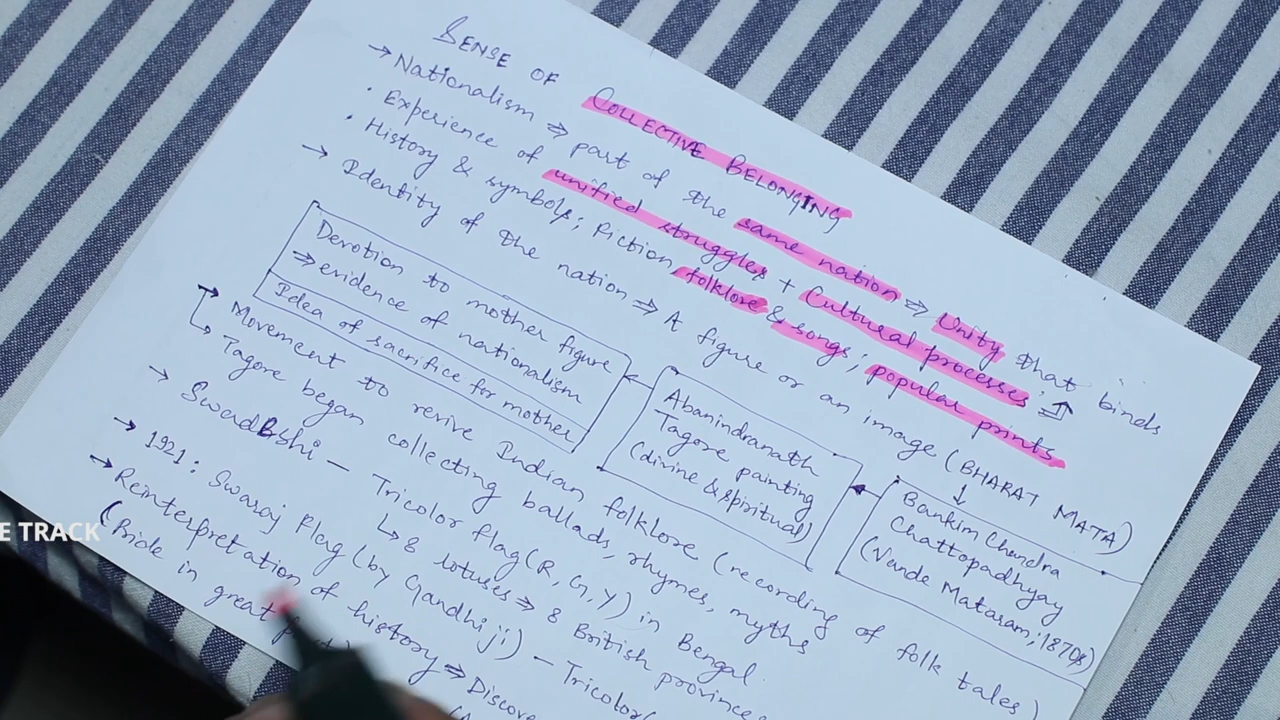 SENSE OF COLLECTIVE BELONGING
→ Nationalism ⇒ part of the same nation ⇒ Unity that binds
· Experience of unified struggles + Cultural processes
· History & symbols; fiction, folklore & songs; popular prints
→ Identity of the nation ⇒ A figure or an image (BHARAT MATA)
Bankim Chandra
Chattopadhyay
(Vande Mataram, '1870s)
Abanindranath
Tagore painting
(divine & spiritual)
Devotion to mother figure
⇒ evidence of nationalism
Idea of sacrifice for mother
→ Movement to revive Indian folklore (recording of folk tales)
Tagore began collecting ballads, rhymes, myths
→ Swadeshi – Tricolor flag (R, G, Y) in Bengal
↳ 8 lotuses ⇒ 8 British province
→ 1921: Swaraj Flag (by Gandhiji) – Tricolor(
→ Reinterpretation of history ⇒ Discove
(Pride in great
E TRACK